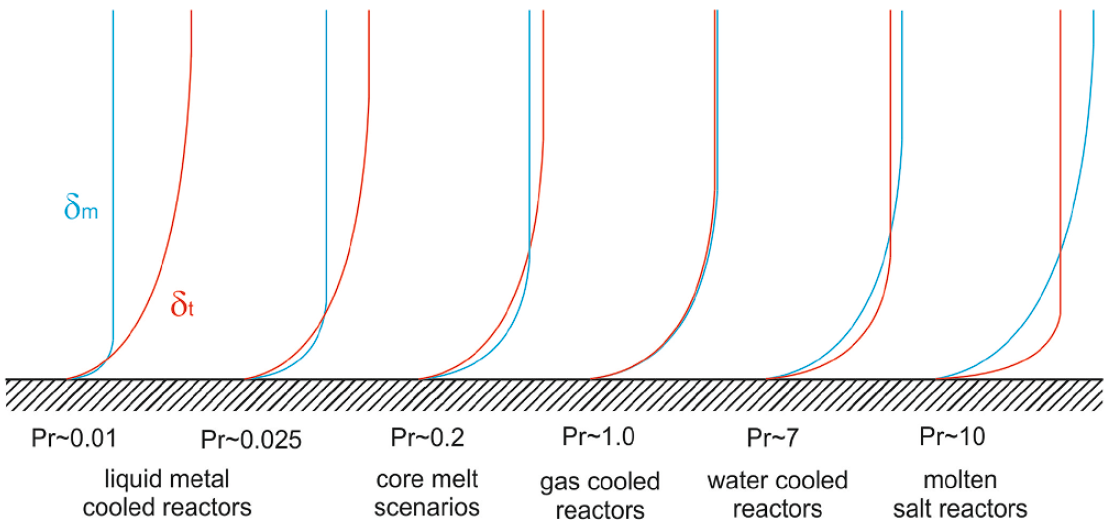 δm
δt
Pr~0.01
Pr~0.025
Pr~0.2
Pr~1.0
Pr~7
Pr~10
liquid metal
cooled reactors
core melt
scenarios
gas cooled
reactors
water cooled
reactors
molten
salt reactors